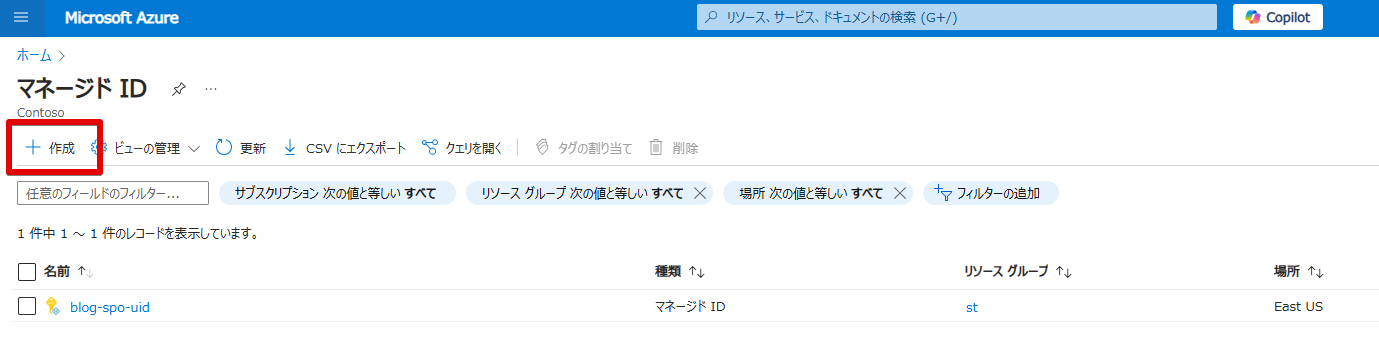 Microsoft Azure リソース、サービス、ドキュメントの検索 (G+/) Copilot
ホーム
マネージド ID
Contoso
作成 ビューの管理 更新 CSV にエクスポート クエリを開く タグの割り当て 削除
任意のフィールドのフィルター... サブスクリプション 次の値と等しい すべて リソース グループ 次の値と等しい すべて 場所 次の値と等しい すべて フィルターの追加
1 件中 1 ～ 1 件のレコードを表示しています。
名前 種類 リソース グループ 場所
blog-spo-uid マネージド ID st East US